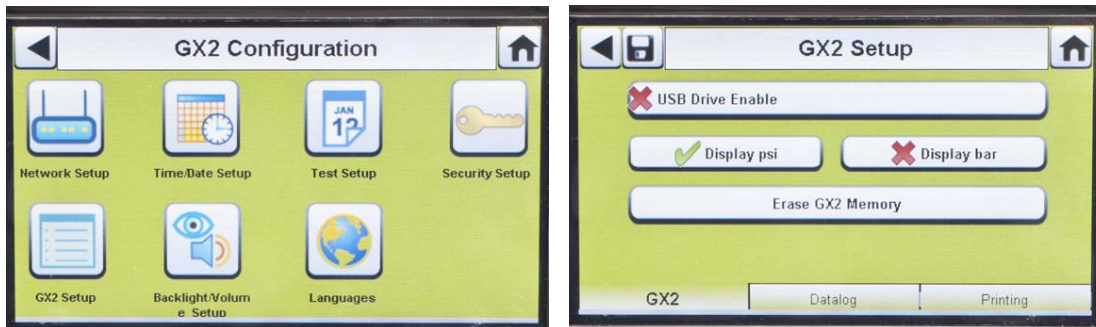 GX2 Configuration
JAN
12
Network Setup
Time/Date Setup
Test Setup
Security Setup
GX2 Setup
Backlight/Volum
e Setup
Languages
GX2 Setup
USB Drive Enable
Display psi
Display bar
Erase GX2 Memory
GX2
Datalog
Printing